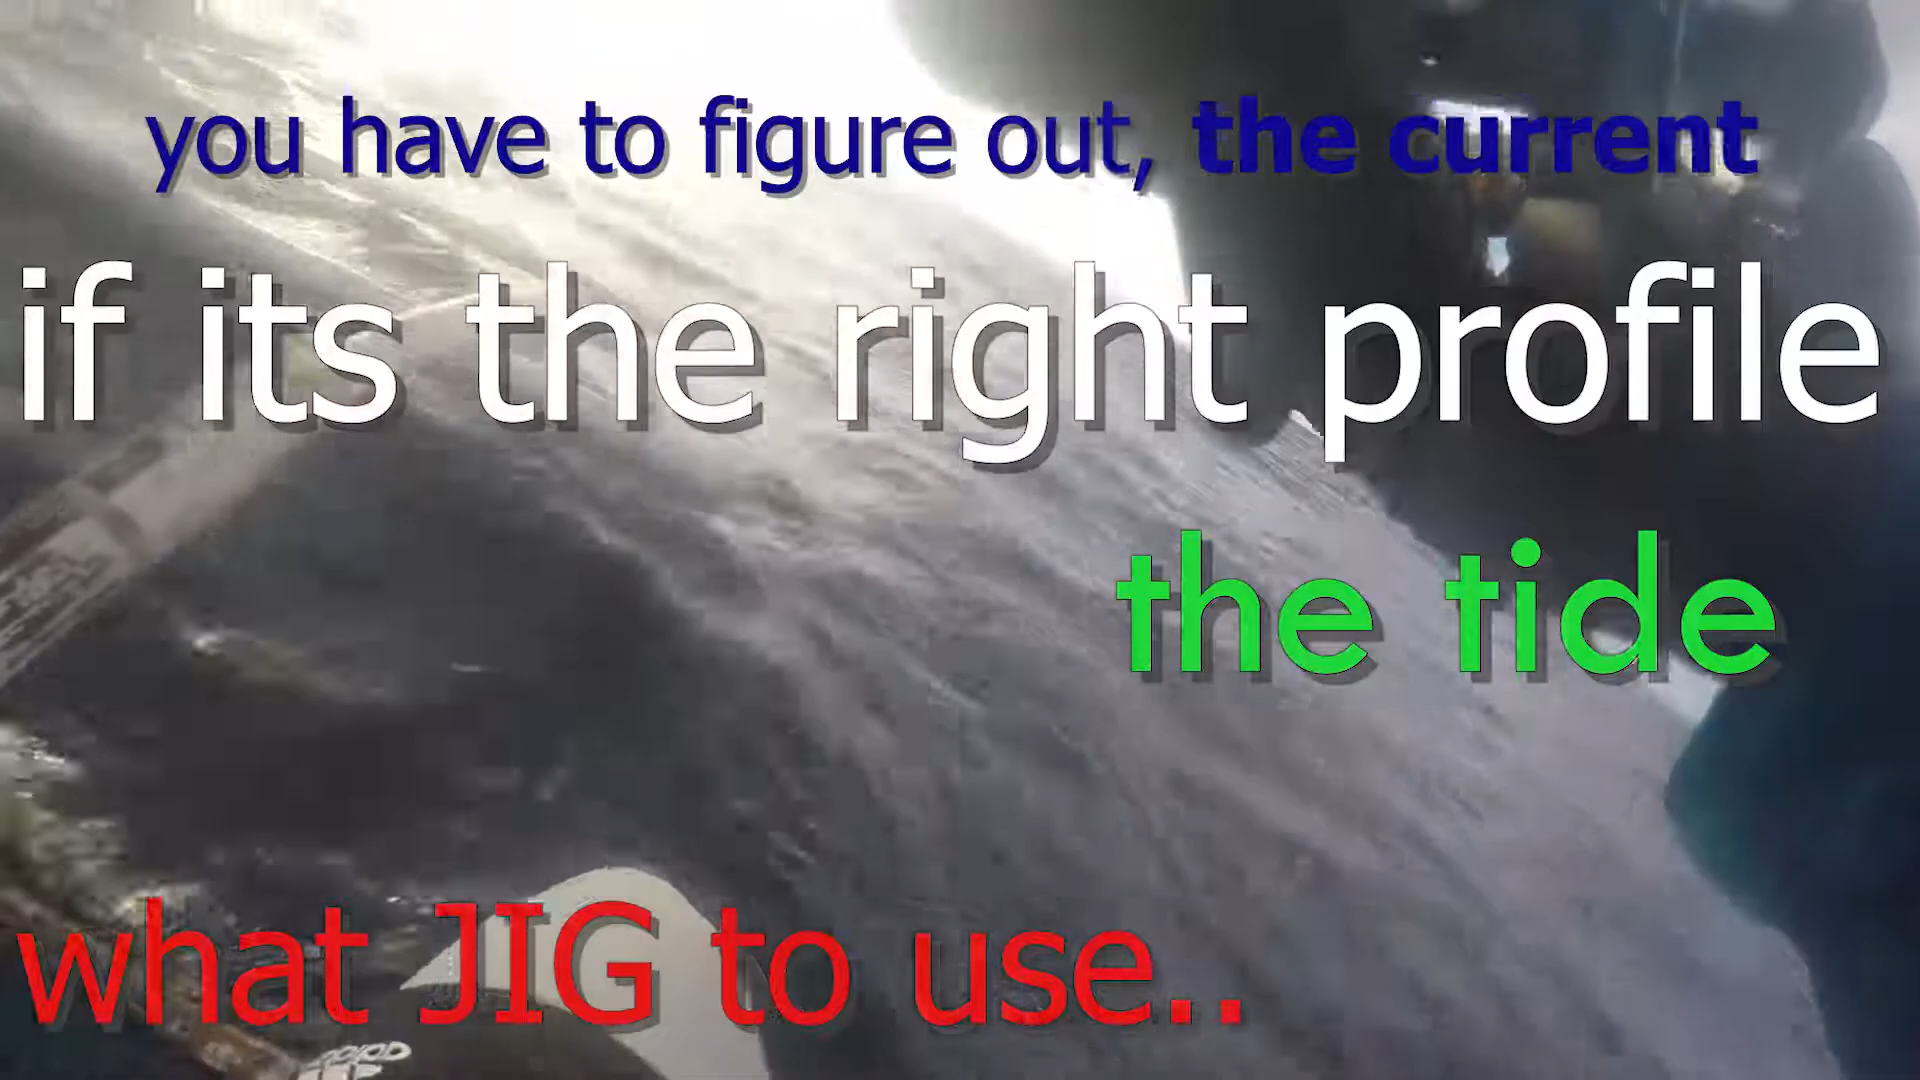 you have to figure out, the current
if its the right profile
the tide
what JIG to use..